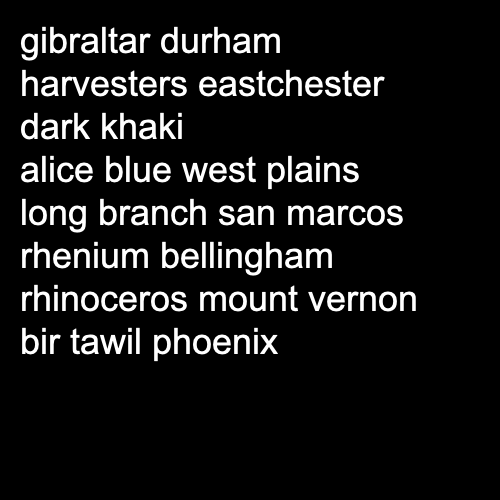 gibraltar durham
harvesters eastchester
dark khaki
alice blue west plains
long branch san marcos
rhenium bellingham
rhinoceros mount vernon
bir tawil phoenix